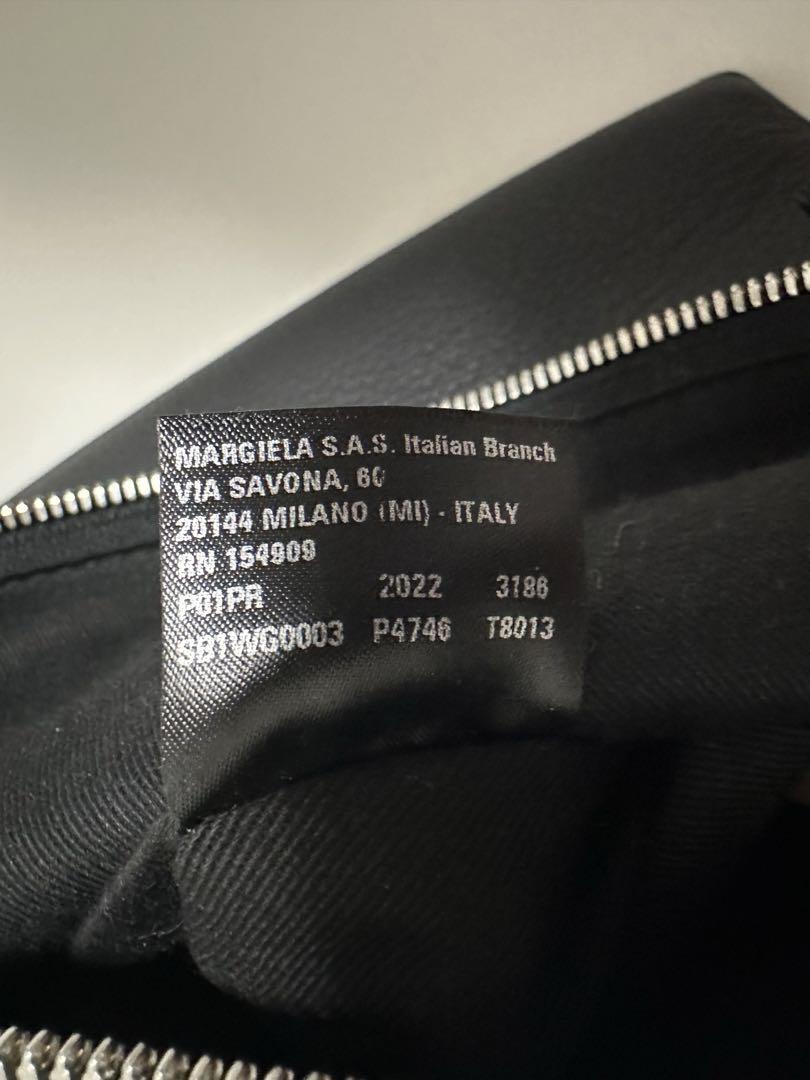 MARGIELA S.A.S. Italian Branch
VIA SAVONA, 60
20144 MILANO (MI) - ITALY
RN 154909
P01PR 2022 3186
SB1WG0003 P4746 T8013